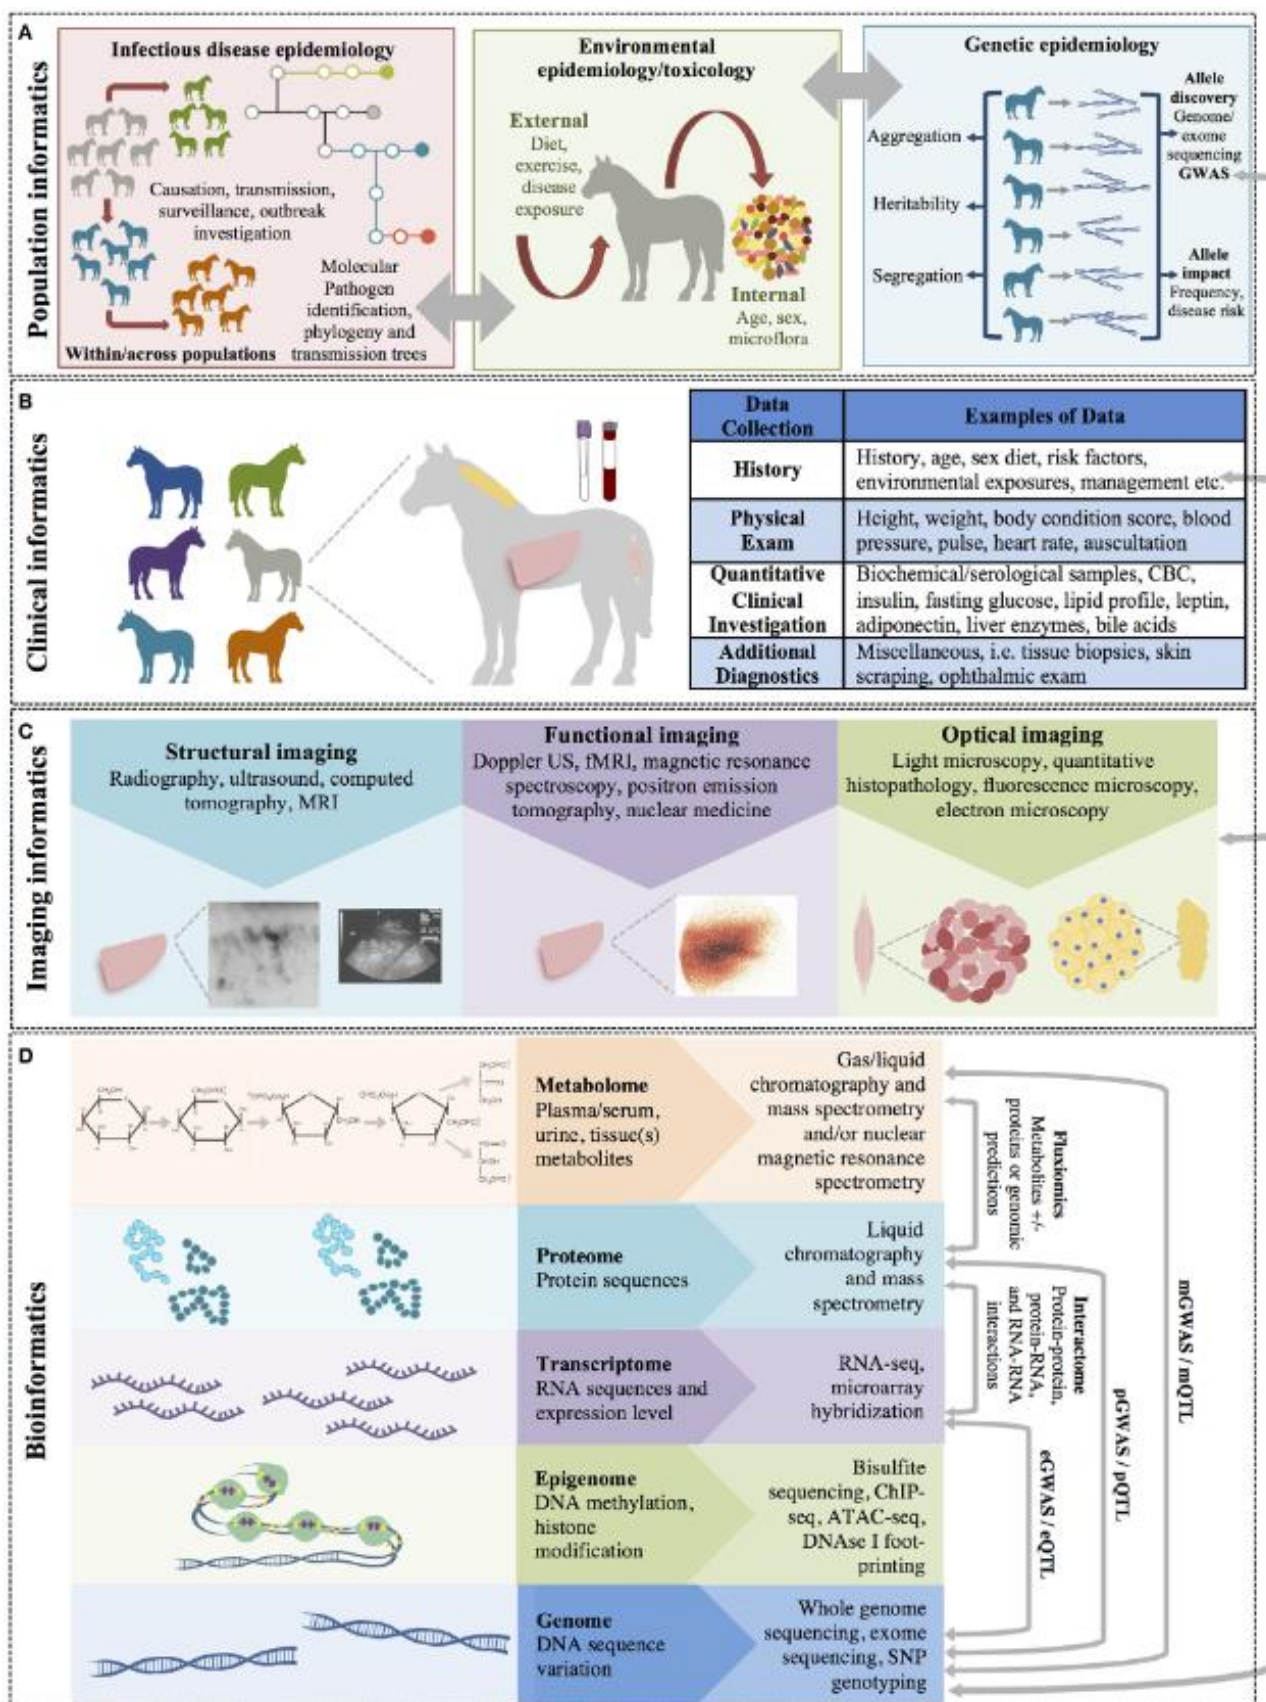 A
Population informatics
Infectious disease epidemiology
Causation, transmission,
surveillance, outbreak
investigation
Molecular
Pathogen
identification,
phylogeny and
transmission trees
Within/across populations
Environmental
epidemiology/toxicology
External
Diet,
exercise,
disease
exposure
Internal
Age, sex,
microflora
Genetic epidemiology
Aggregation
Heritability
Segregation
Allele
discovery
Genome/
exome
sequencing
GWAS
Allele
impact
Frequency,
disease risk
B
Clinical informatics
Data
Collection
Examples of Data
History
History, age, sex diet, risk factors,
environmental exposures, management etc.
Physical
Exam
Height, weight, body condition score, blood
pressure, pulse, heart rate, auscultation
Quantitative
Clinical
Investigation
Biochemical/serological samples, CBC,
insulin, fasting glucose, lipid profile, leptin,
adiponectin, liver enzymes, bile acids
Additional
Diagnostics
Miscellaneous, i.e. tissue biopsies, skin
scraping, ophthalmic exam
C
Imaging informatics
Structural imaging
Radiography, ultrasound, computed
tomography, MRI
Functional imaging
Doppler US, fMRI, magnetic resonance
spectroscopy, positron emission
tomography, nuclear medicine
Optical imaging
Light microscopy, quantitative
histopathology, fluorescence microscopy,
electron microscopy
D
Bioinformatics
Metabolome
Plasma/serum,
urine, tissue(s)
metabolites
Gas/liquid
chromatography and
mass spectrometry
and/or nuclear
magnetic resonance
spectrometry
Proteome
Protein sequences
Liquid
chromatography
and mass
spectrometry
Transcriptome
RNA sequences and
expression level
RNA-seq,
microarray
hybridization
Epigenome
DNA methylation,
histone
modification
Bisulfite
sequencing, ChIP-
seq, ATAC-seq,
DNAse I foot-
printing
Genome
DNA sequence
variation
Whole genome
sequencing, exome
sequencing, SNP
genotyping
Fluxiomics
Metabolites +/-
proteins or genomic
predictions
Interactome
Protein-protein,
protein-RNA,
and RNA-RNA
interactions
eGWAS / eQTL
pGWAS / pQTL
mGWAS / mQTL